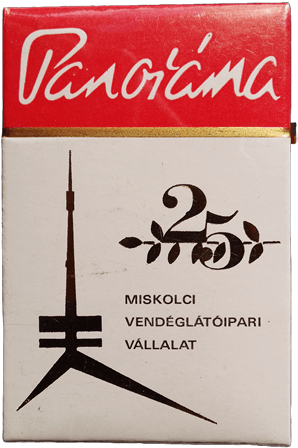 Panoráma
25
MISKOLCI
VENDÉGLÁTÓIPARI
VÁLLALAT